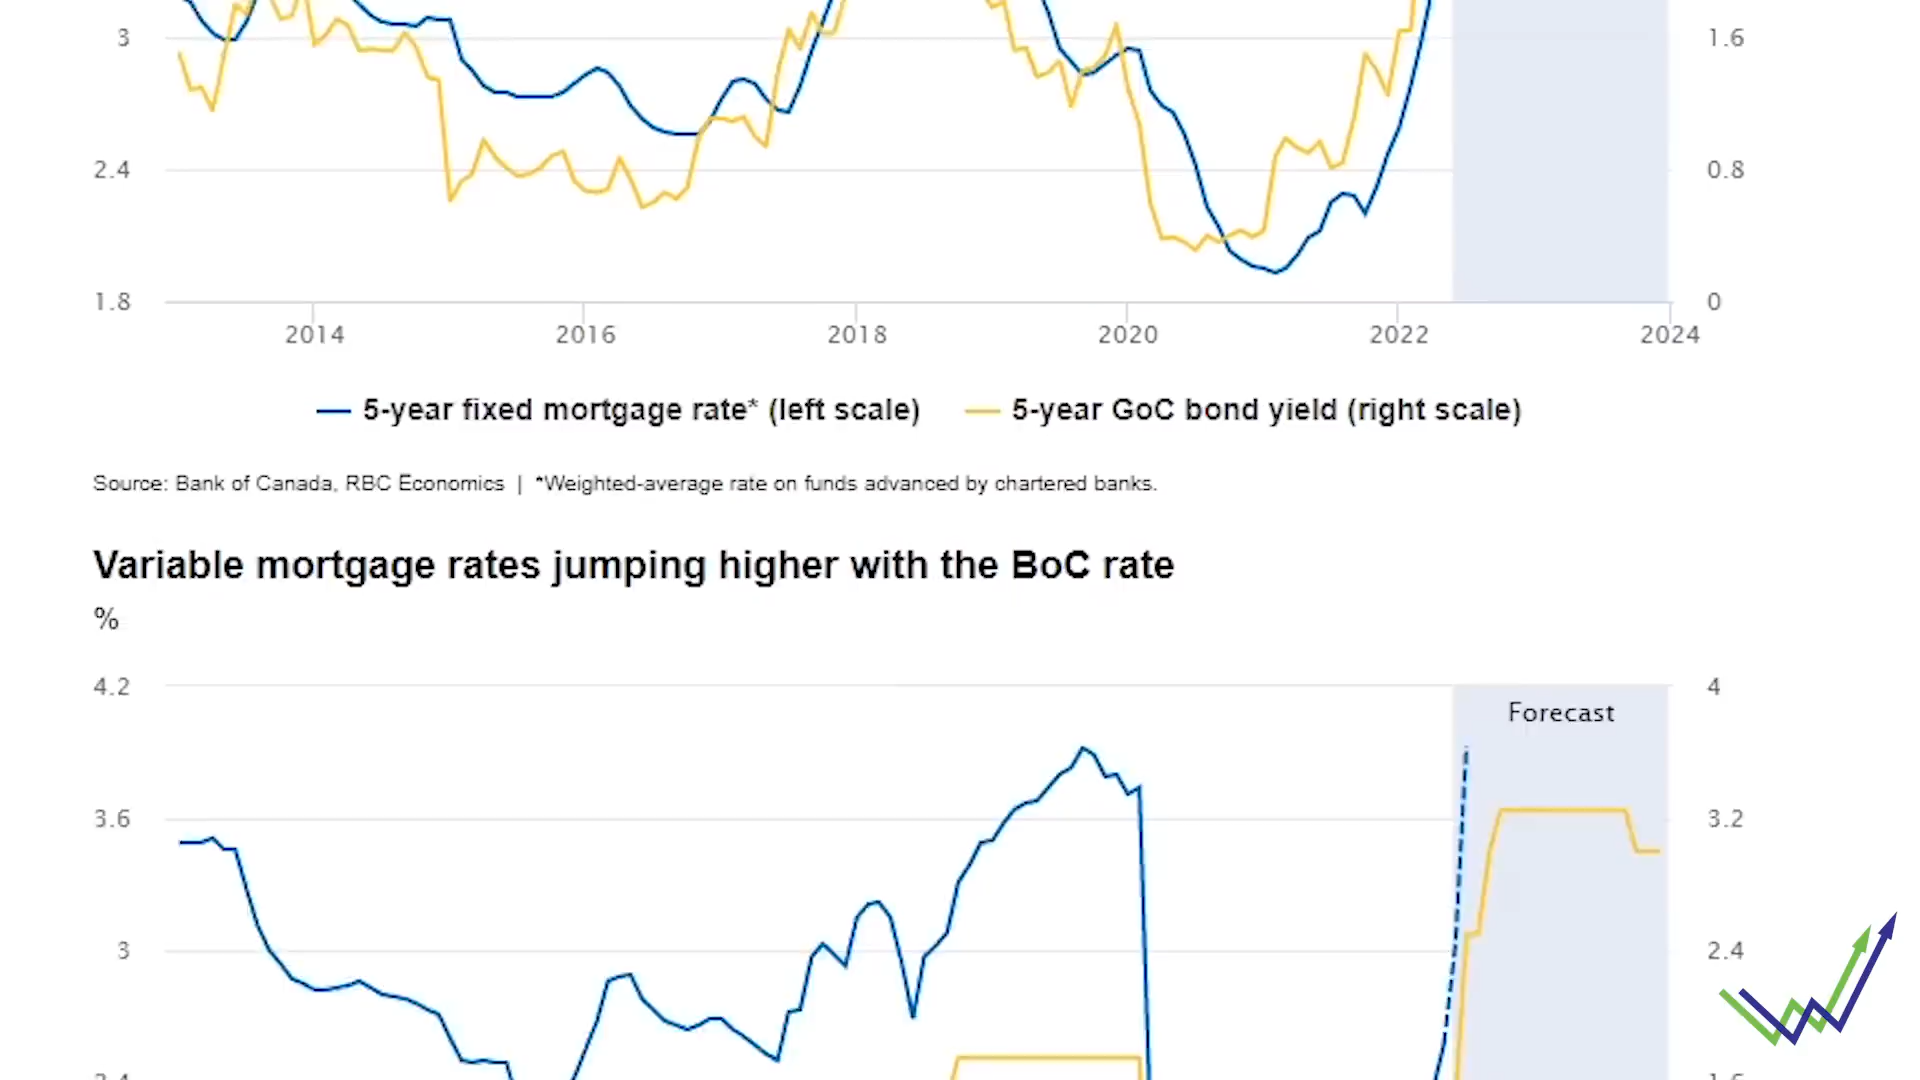 3 1.6
2.4 0.8
1.8 0
2014 2016 2018 2020 2022 2024
5-year fixed mortgage rate* (left scale) 5-year GoC bond yield (right scale)
Source: Bank of Canada, RBC Economics | *Weighted-average rate on funds advanced by chartered banks.
Variable mortgage rates jumping higher with the BoC rate
%
4.2 4
Forecast
3.6 3.2
3 2.4